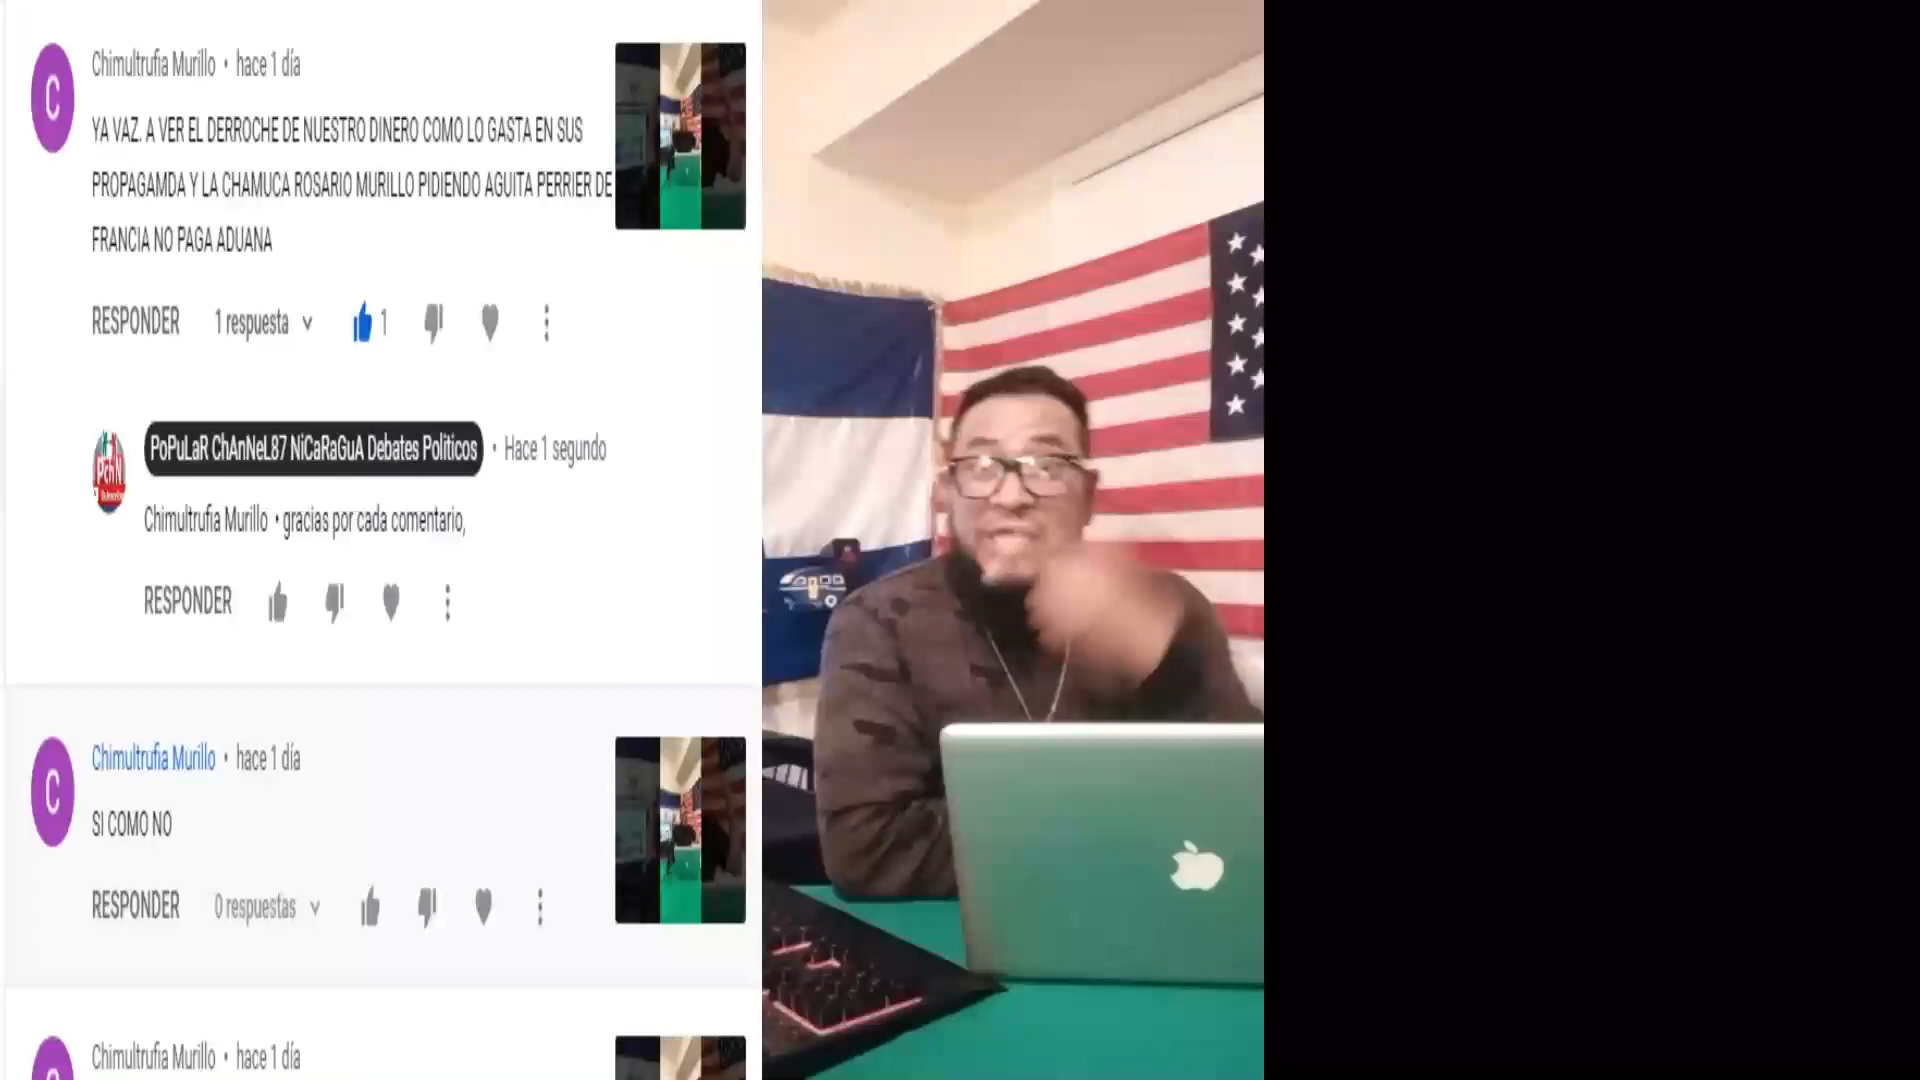 Chimultrufia Murillo • hace 1 día
C
YA VAZ. A VER EL DERROCHE DE NUESTRO DINERO COMO LO GASTA EN SUS
PROPAGAMDA Y LA CHAMUCA ROSARIO MURILLO PIDIENDO AGUITA PERRIER DE
FRANCIA NO PAGA ADUANA
RESPONDER 1 respuesta 1
PoPuLaR ChAnNeL87 NiCaRaGuA Debates Politicos • Hace 1 segundo
PchN
Chimultrufia Murillo • gracias por cada comentario,
RESPONDER
Chimultrufia Murillo • hace 1 día
C
SI COMO NO
RESPONDER 0 respuestas
Chimultrufia Murillo • hace 1 día